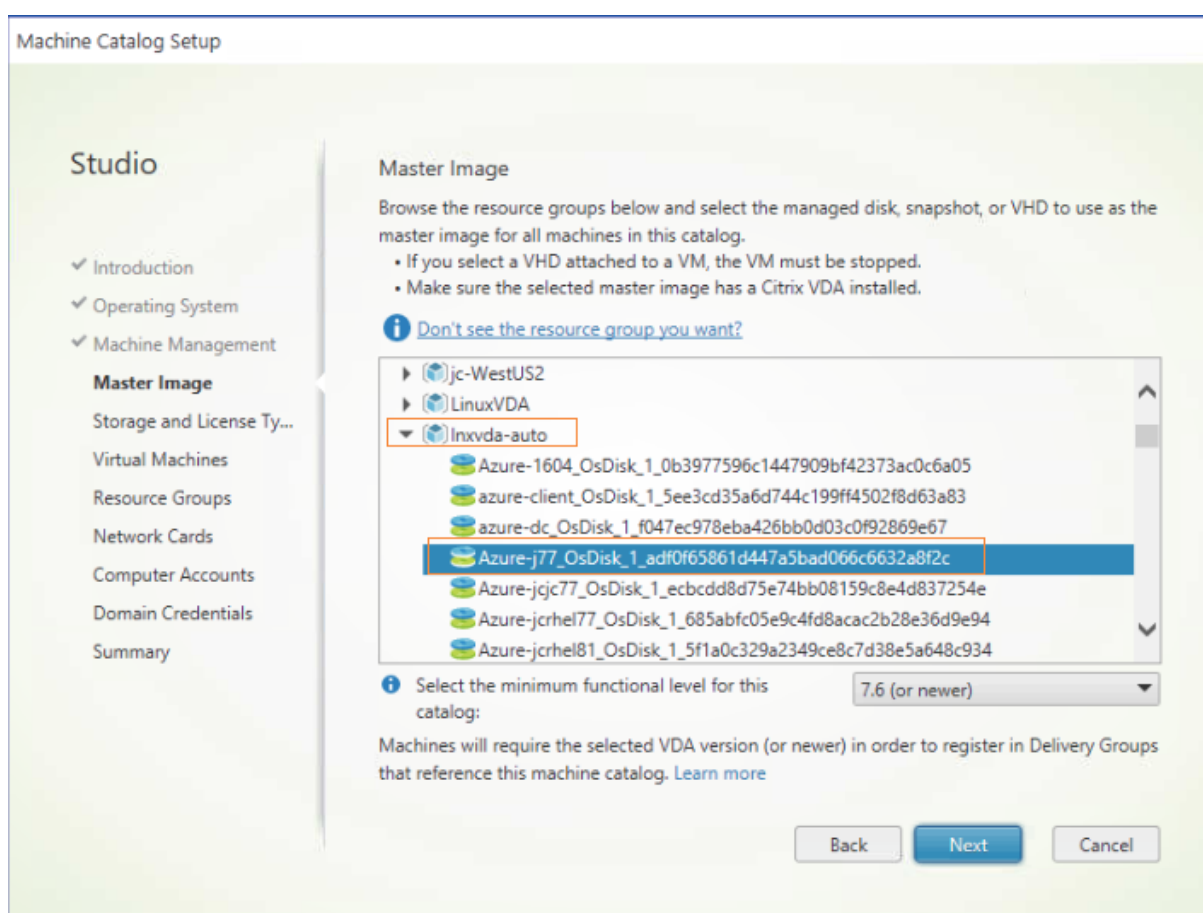 Machine Catalog Setup
Studio
Introduction
Operating System
Machine Management
Master Image
Storage and License Ty...
Virtual Machines
Resource Groups
Network Cards
Computer Accounts
Domain Credentials
Summary
Master Image
Browse the resource groups below and select the managed disk, snapshot, or VHD to use as the
master image for all machines in this catalog.
• If you select a VHD attached to a VM, the VM must be stopped.
• Make sure the selected master image has a Citrix VDA installed.
Don't see the resource group you want?
jc-WestUS2
LinuxVDA
lnxvda-auto
Azure-1604_OsDisk_1_0b3977596c1447909bf42373ac0c6a05
azure-client_OsDisk_1_5ee3cd35a6d744c199ff4502f8d63a83
azure-dc_OsDisk_1_f047ec978eba426bb0d03c0f92869e67
Azure-j77_OsDisk_1_adf0f65861d447a5bad066c6632a8f2c
Azure-jcjc77_OsDisk_1_ecbcdd8d75e74bb08159c8e4d837254e
Azure-jcrhel77_OsDisk_1_685abfc05e9c4fd8acac2b28e36d9e94
Azure-jcrhel81_OsDisk_1_5f1a0c329a2349ce8c7d38e5a648c934
Select the minimum functional level for this
catalog:
7.6 (or newer)
Machines will require the selected VDA version (or newer) in order to register in Delivery Groups
that reference this machine catalog. Learn more
Back
Next
Cancel